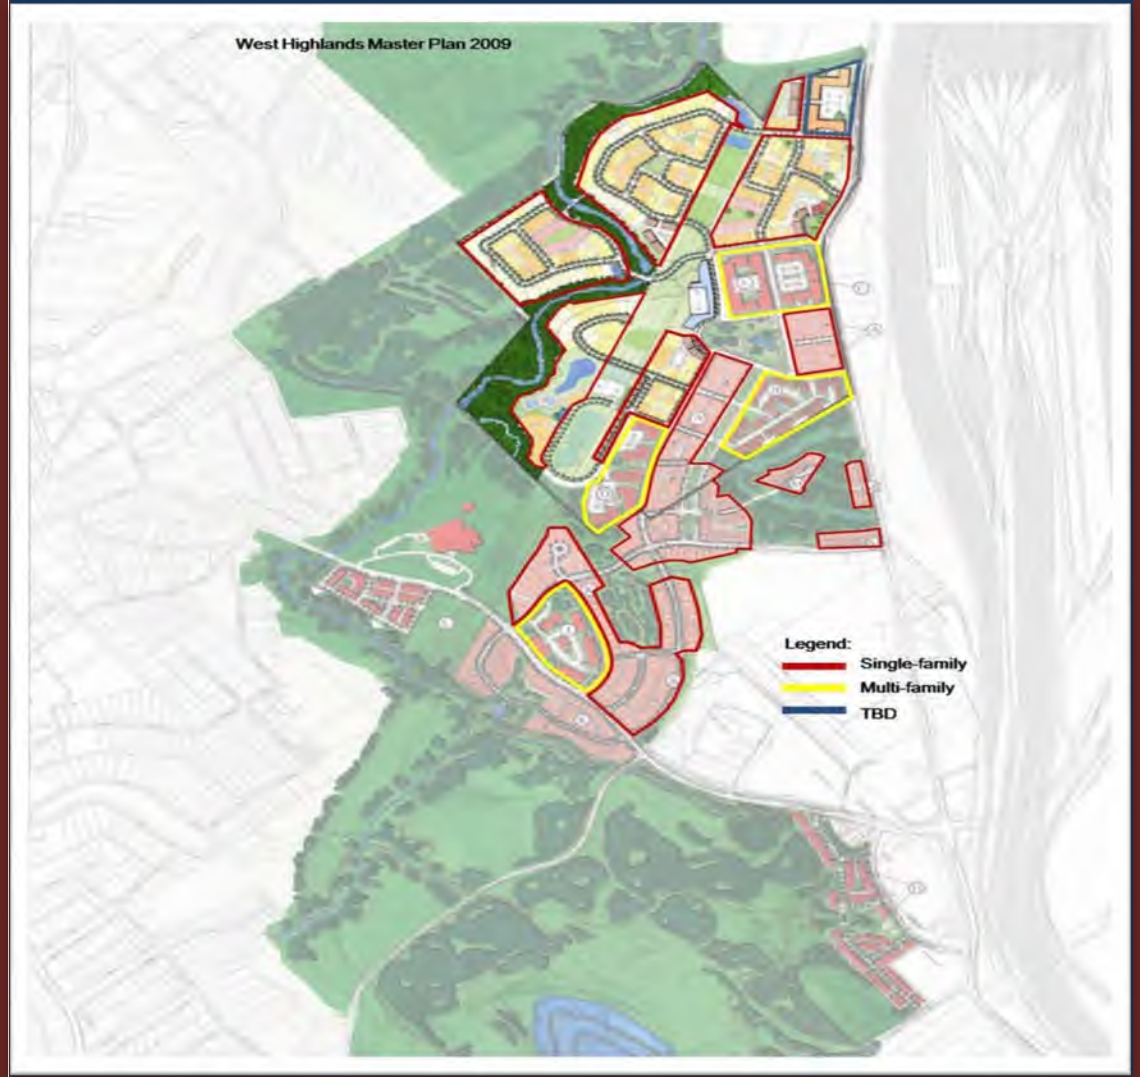 West Highlands Master Plan 2009
Legend:
Single-family
Multi-family
TBD